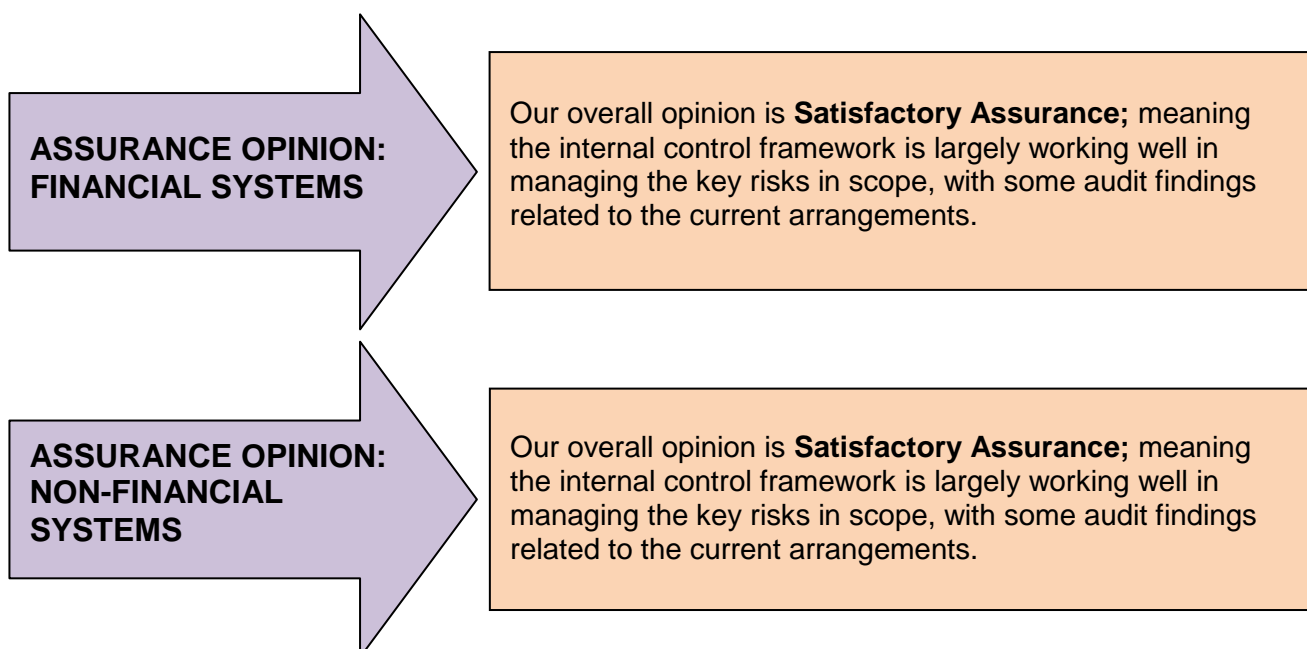 ASSURANCE OPINION:
FINANCIAL SYSTEMS
Our overall opinion is Satisfactory Assurance; meaning
the internal control framework is largely working well in
managing the key risks in scope, with some audit findings
related to the current arrangements.
ASSURANCE OPINION:
NON-FINANCIAL
SYSTEMS
Our overall opinion is Satisfactory Assurance; meaning
the internal control framework is largely working well in
managing the key risks in scope, with some audit findings
related to the current arrangements.